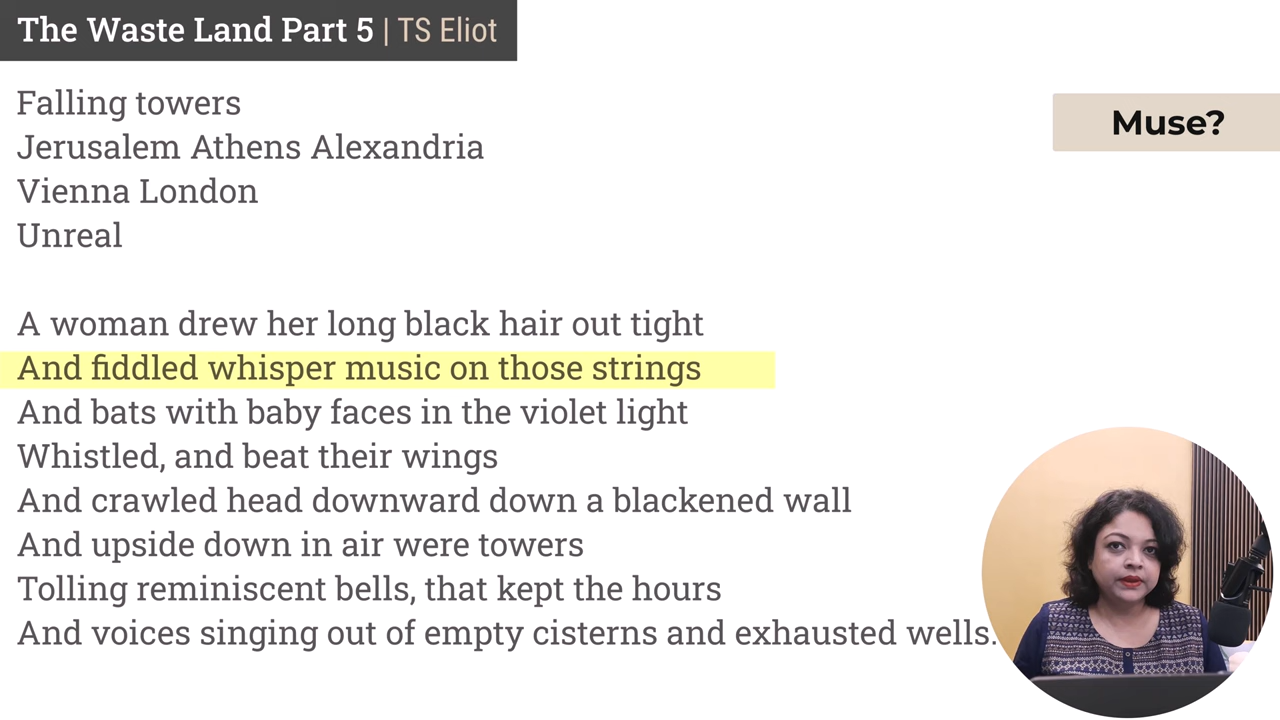 The Waste Land Part 5 | TS Eliot
Muse?
Falling towers
Jerusalem Athens Alexandria
Vienna London
Unreal
A woman drew her long black hair out tight
And fiddled whisper music on those strings
And bats with baby faces in the violet light
Whistled, and beat their wings
And crawled head downward down a blackened wall
And upside down in air were towers
Tolling reminiscent bells, that kept the hours
And voices singing out of empty cisterns and exhausted wells.